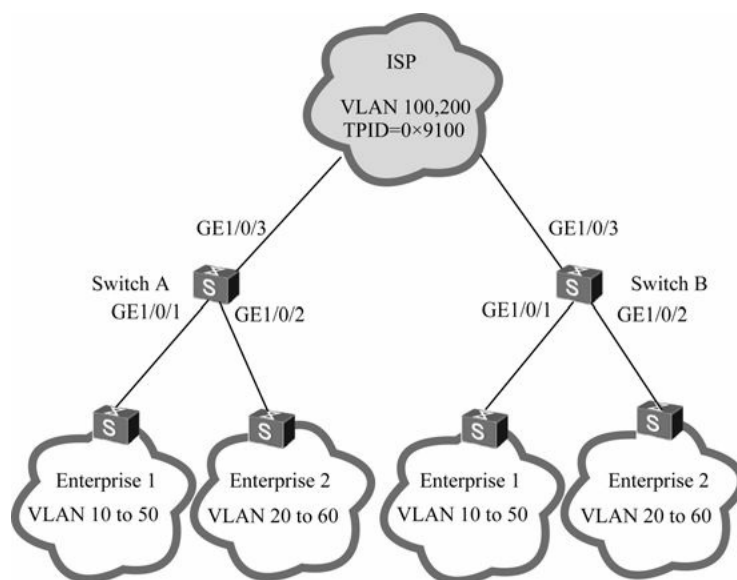 ISP
VLAN 100,200
TPID=0×9100
GE1/0/3
GE1/0/3
Switch A
Switch B
GE1/0/1
GE1/0/2
GE1/0/1
GE1/0/2
S
S
S
S
S
S
Enterprise 1
VLAN 10 to 50
Enterprise 2
VLAN 20 to 60
Enterprise 1
VLAN 10 to 50
Enterprise 2
VLAN 20 to 60